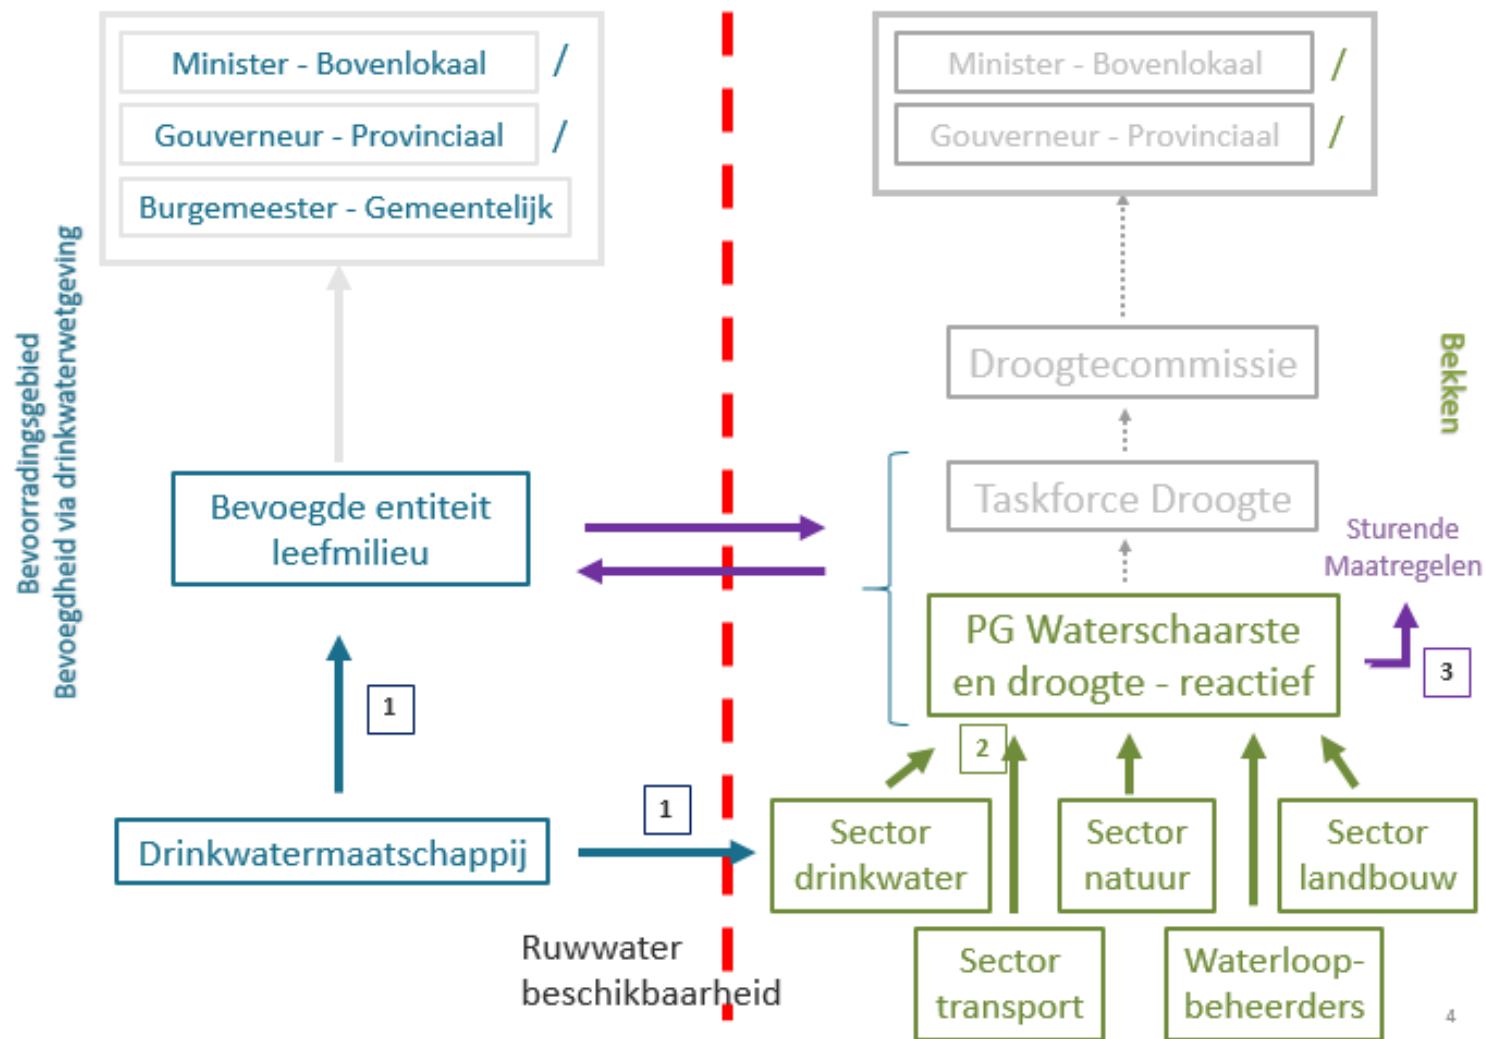 Minister - Bovenlokaal /
Gouverneur - Provinciaal /
Burgemeester - Gemeentelijk
Bevoorradingsgebied
Bevoegdheid via drinkwaterwetgeving
Bevoegde entiteit
leefmilieu
1
Drinkwatermaatschappij
1
Ruwwater
beschikbaarheid
Minister - Bovenlokaal /
Gouverneur - Provinciaal /
Droogtecommissie
Bekken
Taskforce Droogte
Sturende
Maatregelen
PG Waterschaarste
en droogte - reactief
3
2
Sector
drinkwater
Sector
natuur
Sector
landbouw
Sector
transport
Waterloop-
beheerders
4